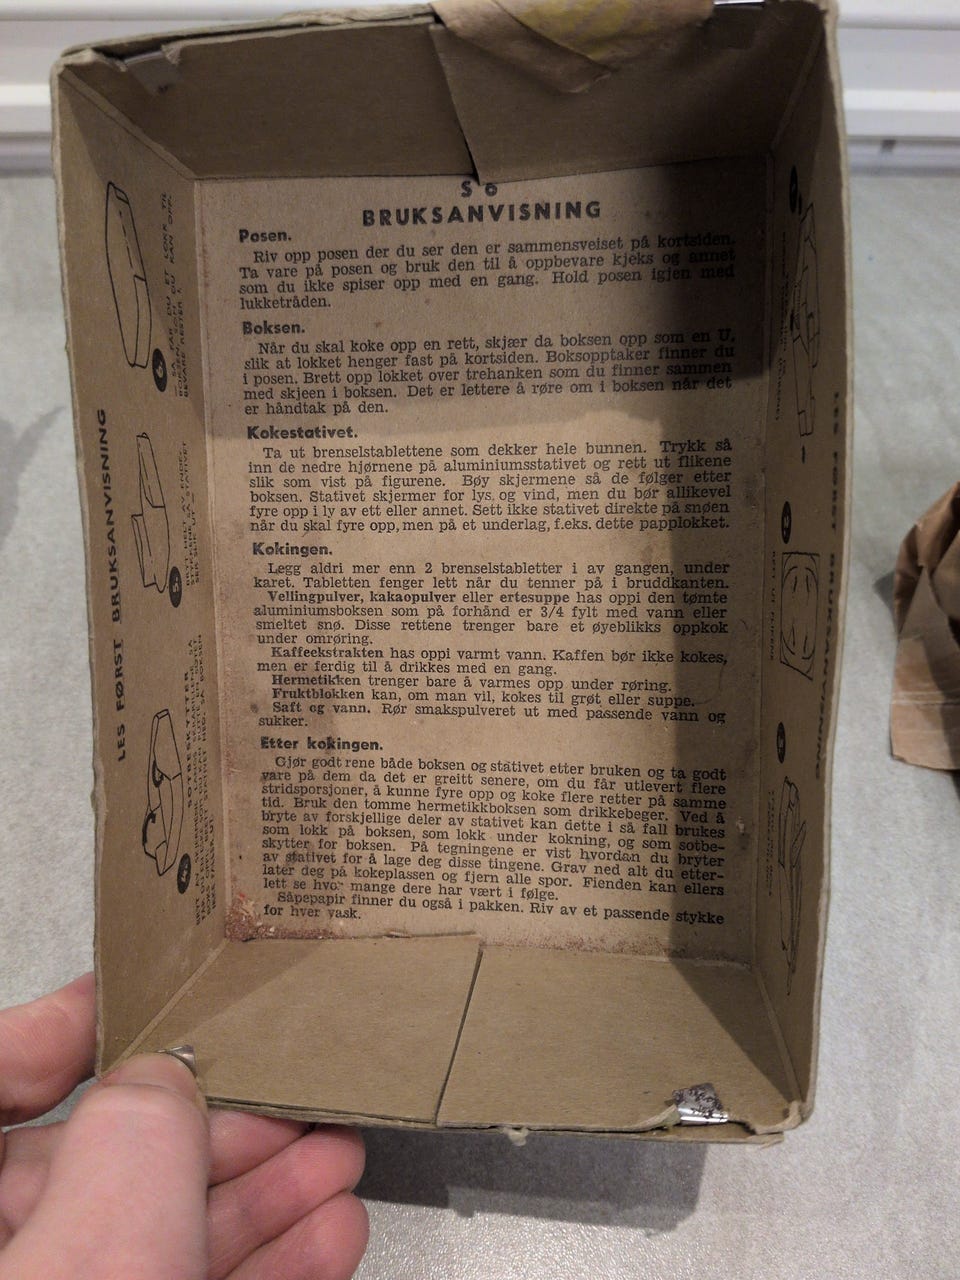 S 6
BRUKSANVISNING
Posen.
Riv opp posen der du ser den er sammensveiset på kortsiden.
Ta vare på posen og bruk den til å oppbevare kjeks og annet
som du ikke spiser opp med en gang. Hold posen igjen med
lukketråden.
Boksen.
Når du skal koke opp en rett, skjær da boksen opp som en U,
slik at lokket henger fast på kortsiden. Boksopptaker finner du
i posen. Brett opp lokket over trehanken som du finner sammen
med skjeen i boksen. Det er lettere å røre om i boksen når det
er håndtak på den.
Kokestativet.
Ta ut brenselstablettene som dekker hele bunnen. Trykk så
inn de nedre hjørnene på aluminiumsstativet og rett ut flikene
slik som vist på figurene. Bøy skjermene så de følger etter
boksen. Stativet skjermer for lys og vind, men du bør allikevel
fyre opp i ly av ett eller annet. Sett ikke stativet direkte på snøen
når du skal fyre opp, men på et underlag, f.eks. dette papplokket.
Kokingen.
Legg aldri mer enn 2 brenselstabletter i av gangen, under
karet. Tabletten fenger lett når du tenner på i bruddkanten.
Vellingpulver, kakaopulver eller ertesuppe has oppi den tømte
aluminiumsboksen som på forhånd er 3/4 fylt med vann eller
smeltet snø. Disse rettene trenger bare et øyeblikks oppkok
under omrøring.
Kaffeekstrakten has oppi varmt vann. Kaffen bør ikke kokes,
men er ferdig til å drikkes med en gang.
Hermetikken trenger bare å varmes opp under røring.
Fruktblokken kan, om man vil, kokes til grøt eller suppe.
Saft og vann. Rør smakspulveret ut med passende vann og
sukker.
Etter kokingen.
Gjør godt rene både boksen og stativet etter bruken og ta godt
vare på dem da det er greitt senere, om du får utlevert flere
stridsporsjoner, å kunne fyre opp og koke flere retter på samme
tid. Bruk den tomme hermetikkboksen som drikkebeger. Ved å
bryte av forskjellige deler av stativet kan dette i så fall brukes
som lokk på boksen, som lokk under kokning, og som sotbe-
skytter for boksen. På tegningene er vist hvordan du bryter
av stativet for å lage deg disse tingene. Grav ned alt du etter-
later deg på kokeplassen og fjern alle spor. Fienden kan ellers
lett se hvor mange dere har vært i følge.
Såpepapir finner du også i pakken. Riv av et passende stykke
for hver vask.
LES FØRST BRUKSANVISNING
SOTBESKYTTER
LES FØRST BRUKSANVISNING